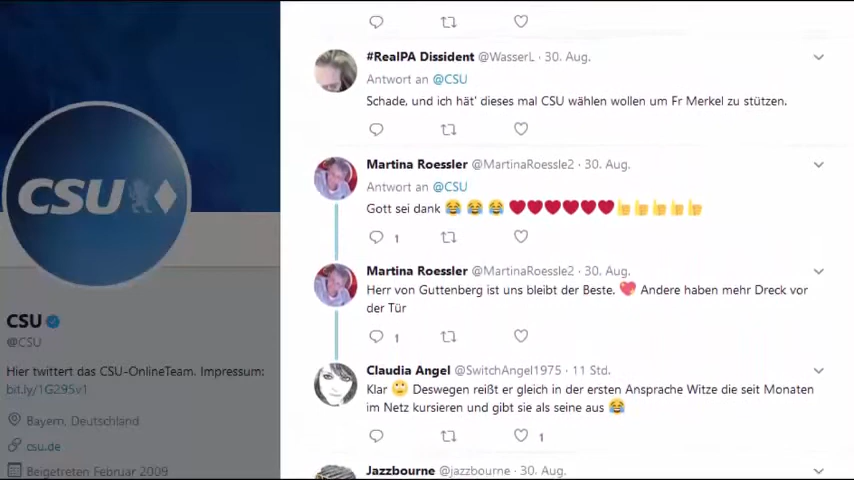 CSU
CSU
@CSU
Hier twittert das CSU-OnlineTeam. Impressum:
bit.ly/1G295v1
Bayern, Deutschland
csu.de
Beigetreten Februar 2009
#RealPA Dissident @WasserL · 30. Aug.
Antwort an @CSU
Schade, und ich hät' dieses mal CSU wählen wollen um Fr Merkel zu stützen.
Martina Roessler @MartinaRoessle2 · 30. Aug.
Antwort an @CSU
Gott sei dank 😂 😂 😂 ❤❤❤❤❤❤👍👍👍👍👍
1
Martina Roessler @MartinaRoessle2 · 30. Aug.
Herr von Guttenberg ist uns bleibt der Beste. 💖 Andere haben mehr Dreck vor
der Tür
1
Claudia Angel @SwitchAngel1975 · 11 Std.
Klar 🙄 Deswegen reißt er gleich in der ersten Ansprache Witze die seit Monaten
im Netz kursieren und gibt sie als seine aus 😂
1
Jazzbourne @jazzbourne · 30. Aug.